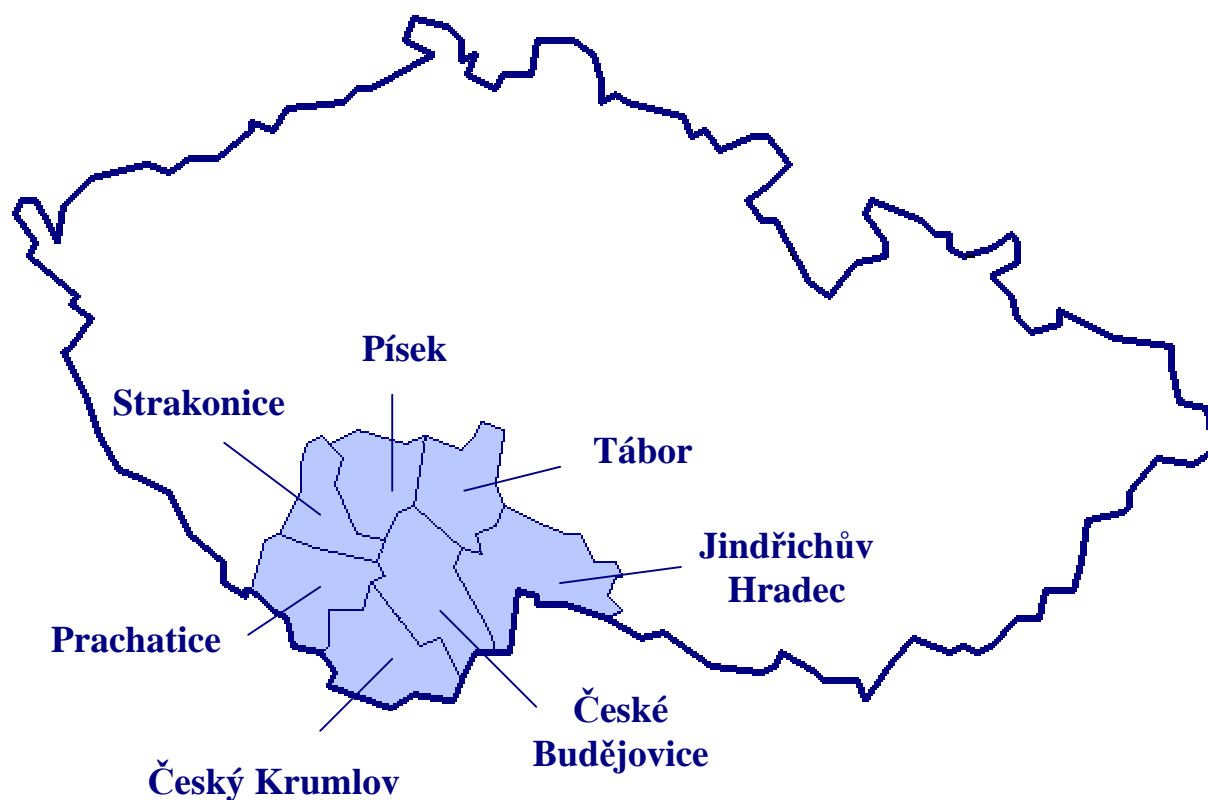 Písek
Strakonice
Tábor
Jindřichův
Hradec
Prachatice
České
Budějovice
Český Krumlov